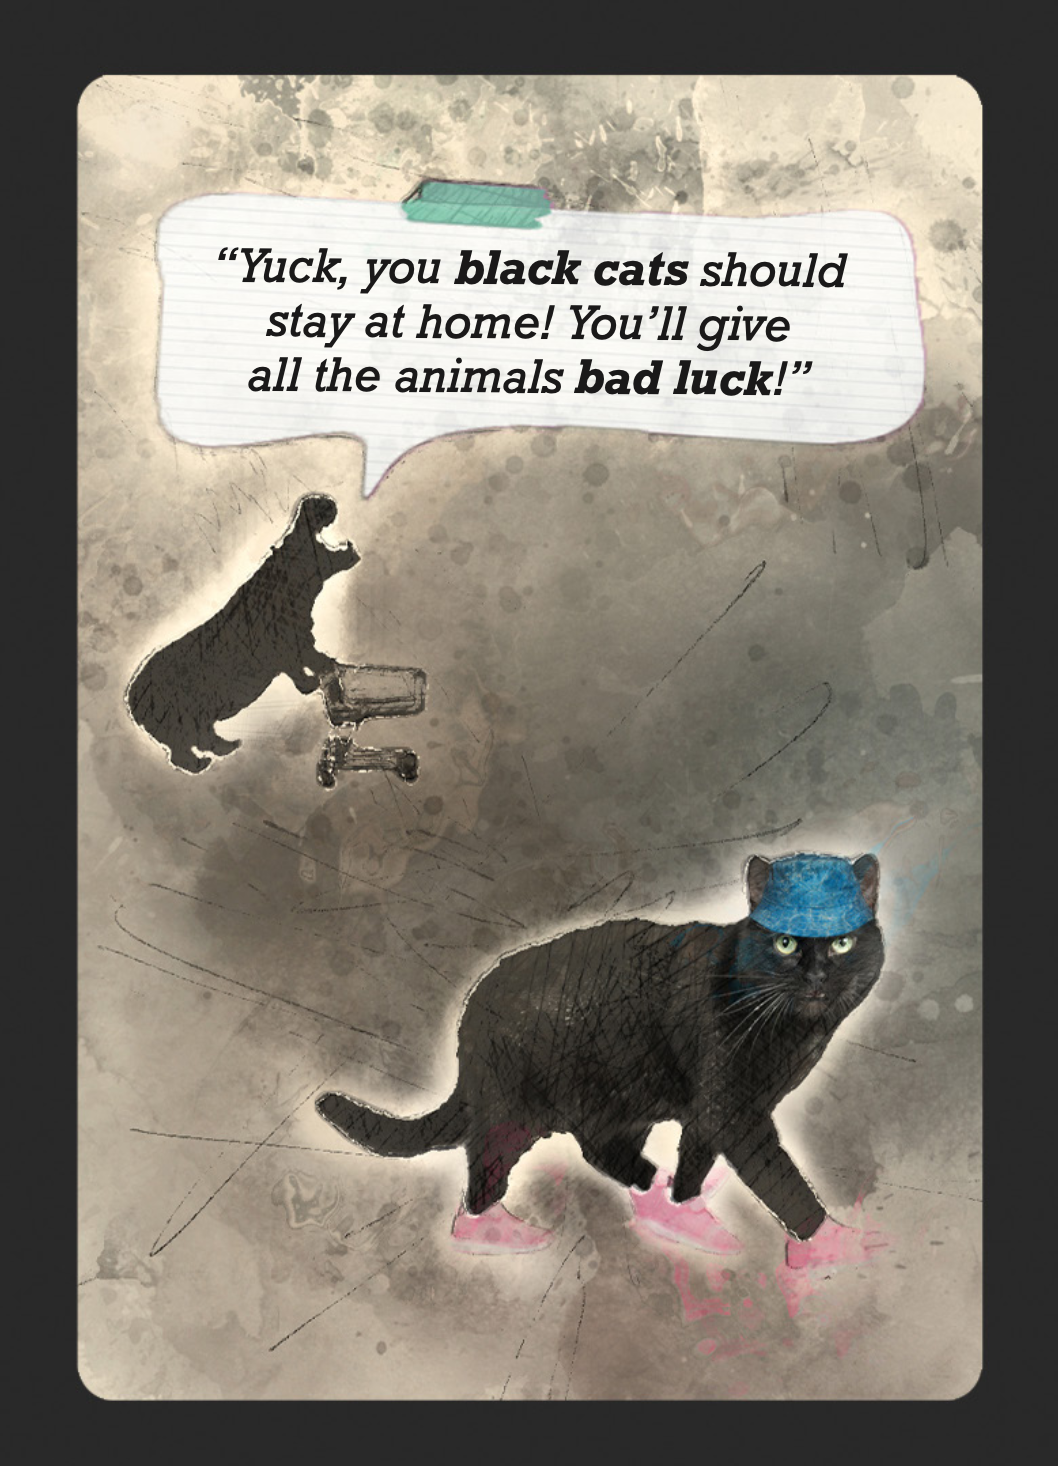 “Yuck, you black cats should
stay at home! You’ll give
all the animals bad luck!”